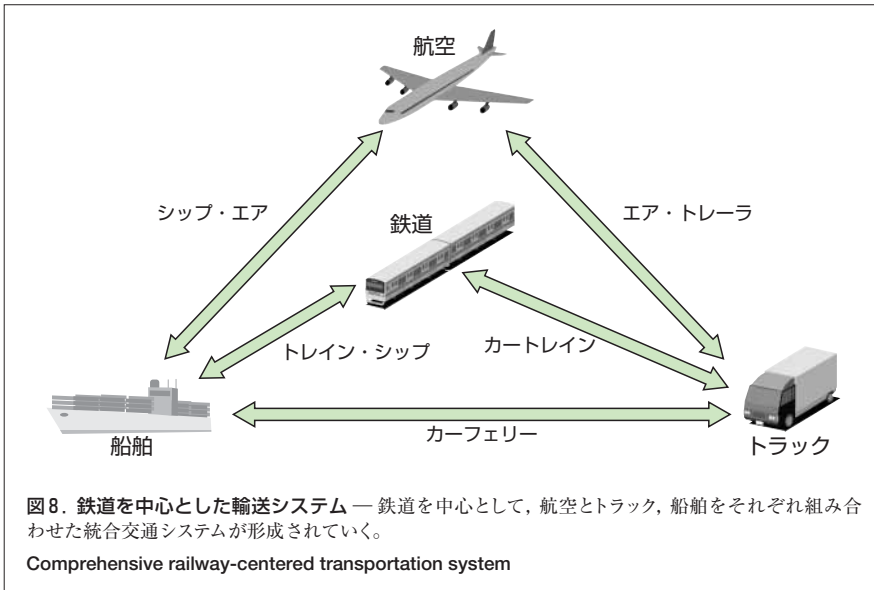 航空
シップ・エア
エア・トレーラ
鉄道
トレイン・シップ
カートレイン
船舶
カーフェリー
トラック
図8. 鉄道を中心とした輸送システム — 鉄道を中心として，航空とトラック，船舶をそれぞれ組み合
わせた統合交通システムが形成されていく。
Comprehensive railway-centered transportation system